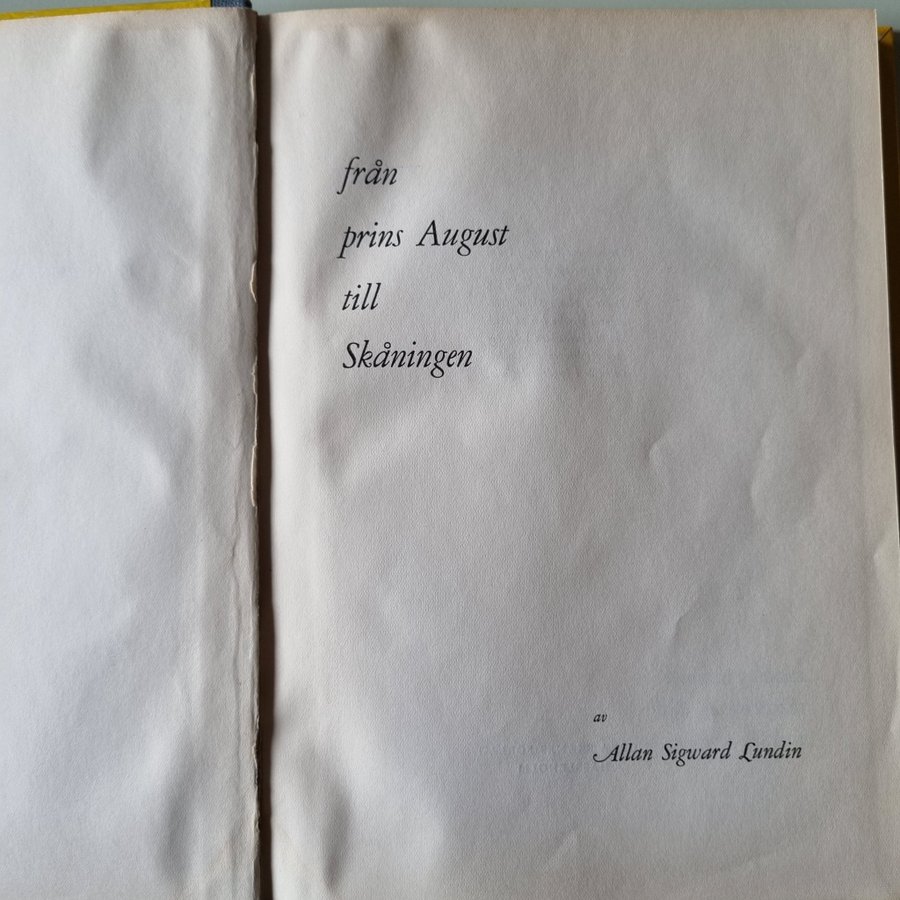 från
prins August
till
Skåningen
av
Allan Sigward Lundin